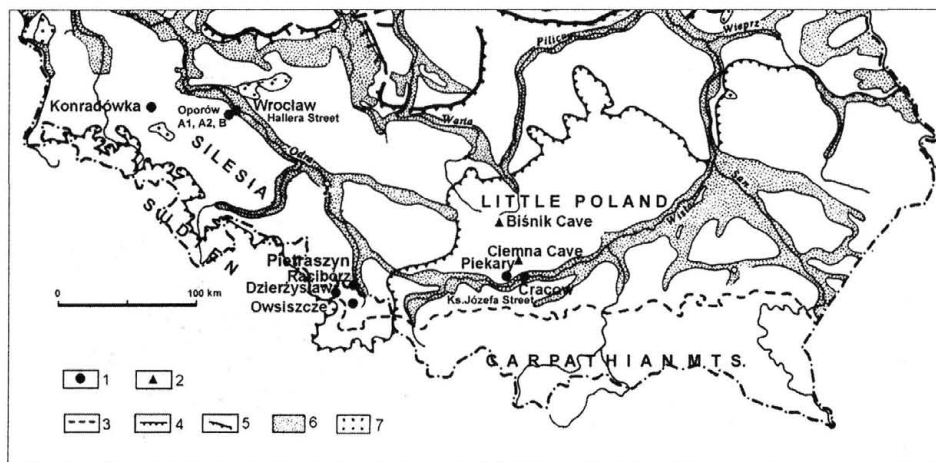 Pilica
Wieprz
Konradówka
Oporów
A1, A2, B
Wrocław
Hallera Street
Warta
Odra
SILESIA
SUDETEN
LITTLE POLAND
Biśnik Cave
Wisła
San
Ciemna Cave
Piekary
Cracow
Ks.Józefa Street
Pietraszyn
Racibórz
Dzierżysław
Owsiszcze
0 100 km
CARPATHIAN MTS.
1 2
3 4 5 6 7